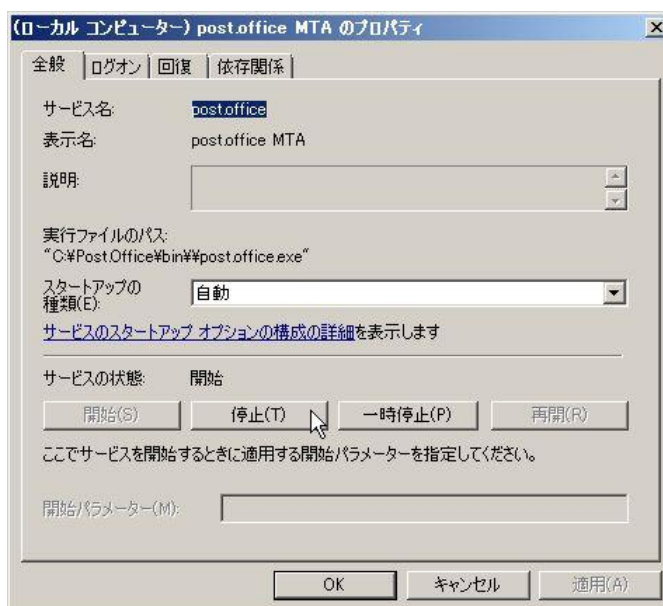 (ローカル コンピューター) post.office MTA のプロパティ
全般 ログオン 回復 依存関係
サービス名: post.office
表示名: post.office MTA
説明:
実行ファイルのパス:
"C:¥Post.Office¥bin¥¥post.office.exe"
スタートアップの
種類(E): 自動
サービスのスタートアップ オプションの構成の詳細を表示します
サービスの状態: 開始
開始(S) 停止(T) 一時停止(P) 再開(R)
ここでサービスを開始するときに適用する開始パラメーターを指定してください。
開始パラメーター(M):
OK キャンセル 適用(A)